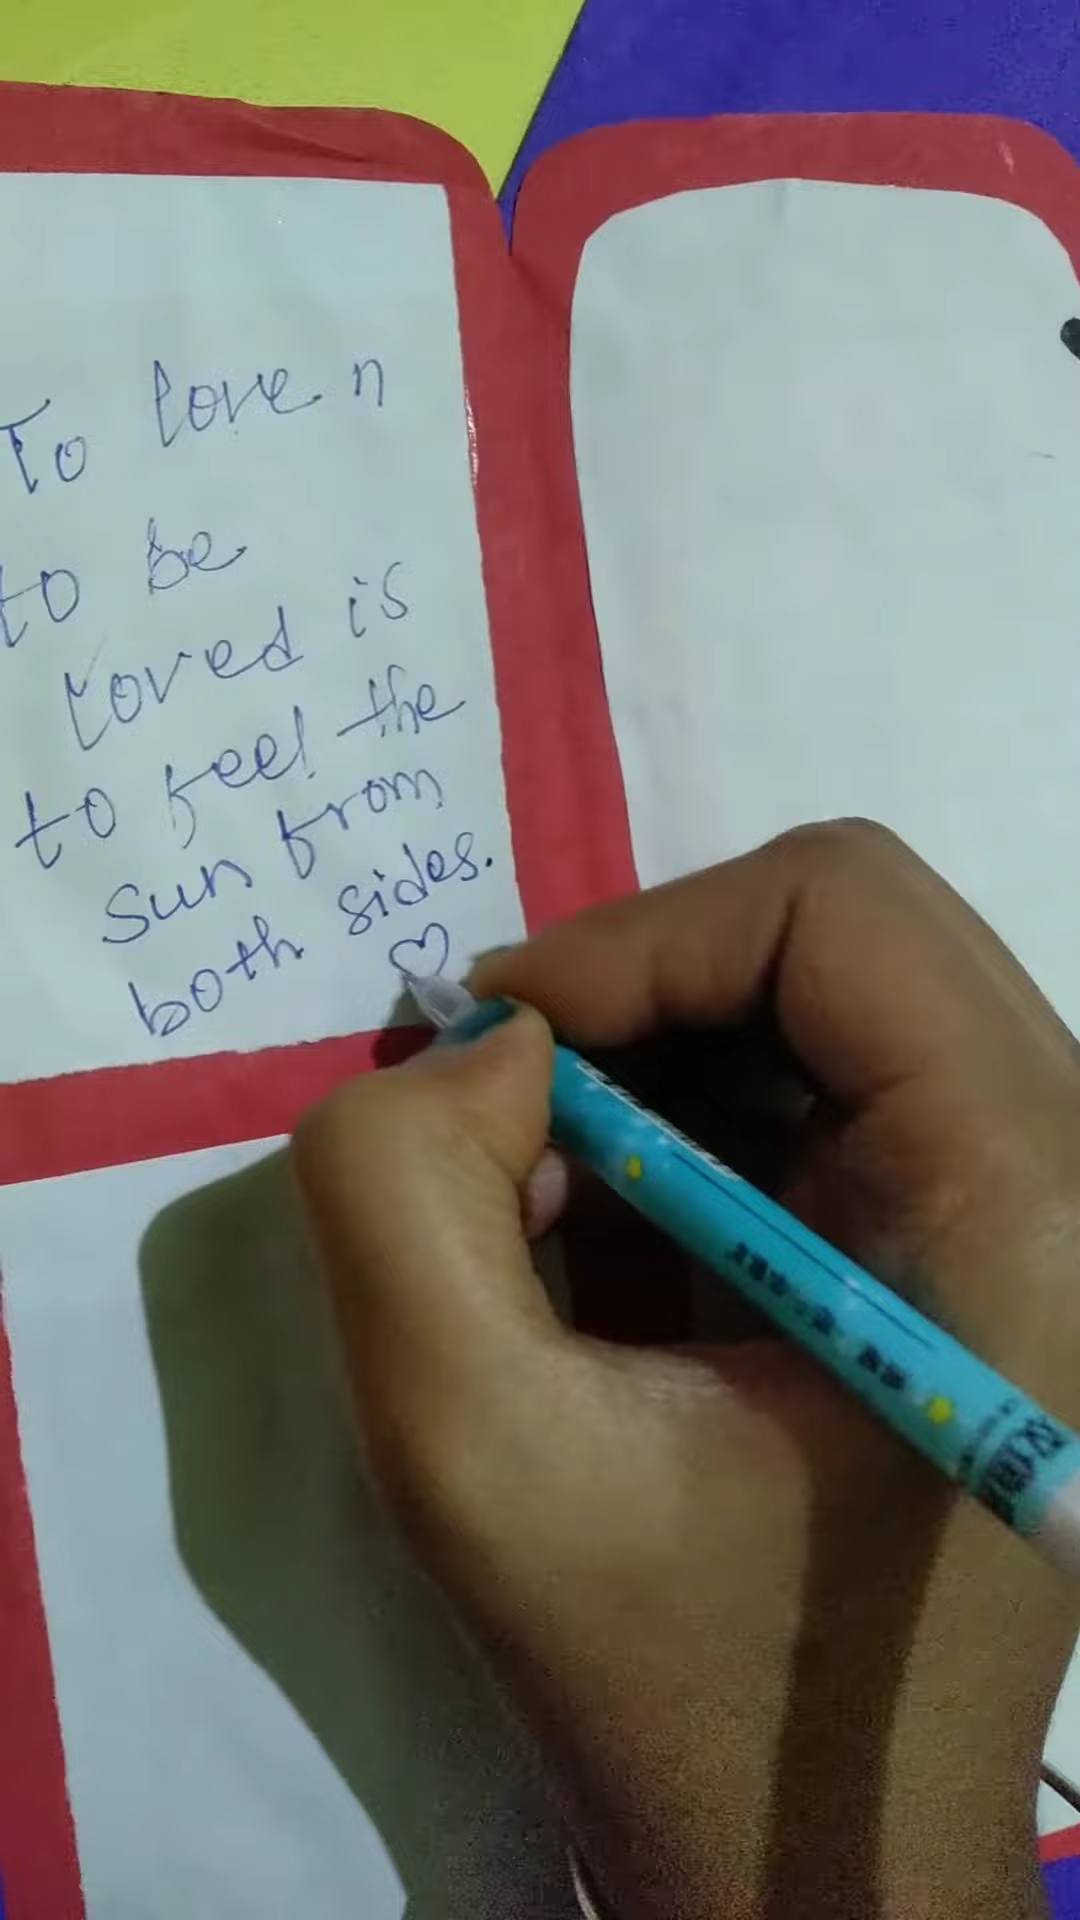 To love n
to be
loved is
to feel the
sun from
both sides.